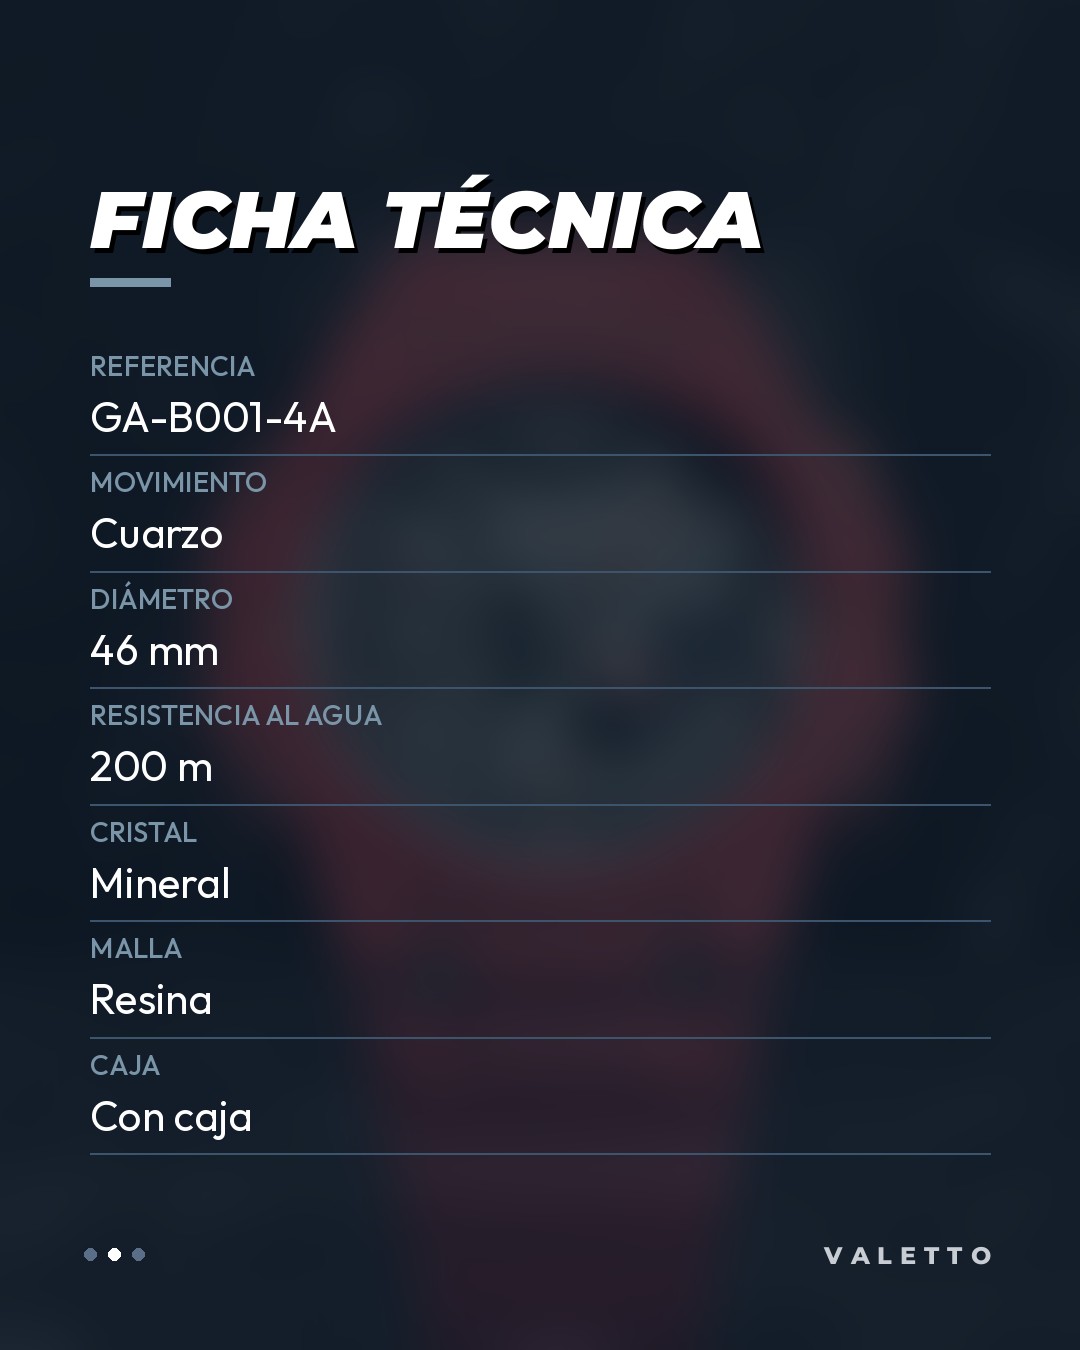 FICHA TÉCNICA
REFERENCIA
GA-B001-4A
MOVIMIENTO
Cuarzo
DIÁMETRO
46 mm
RESISTENCIA AL AGUA
200 m
CRISTAL
Mineral
MALLA
Resina
CAJA
Con caja
VALETTO